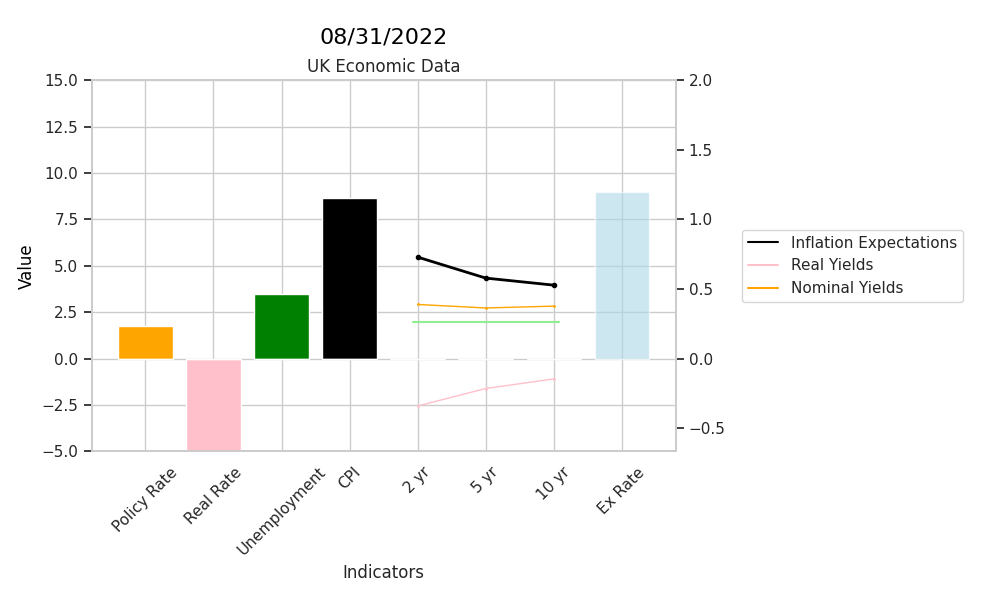 08/31/2022
UK Economic Data
15.0
12.5
10.0
7.5
5.0
2.5
0.0
−2.5
−5.0
Value
2.0
1.5
1.0
0.5
0.0
−0.5
Inflation Expectations
Real Yields
Nominal Yields
Policy Rate
Real Rate
Unemployment
CPI
2 yr
5 yr
10 yr
Ex Rate
Indicators